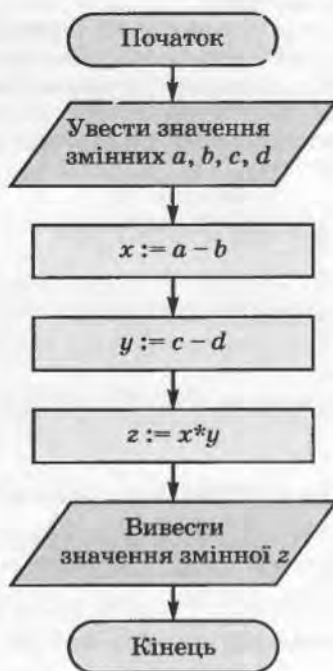 Початок
Увести значення
змінних a, b, c, d
x := a − b
y := c − d
z := x*y
Вивести
значення змінної z
Кінець